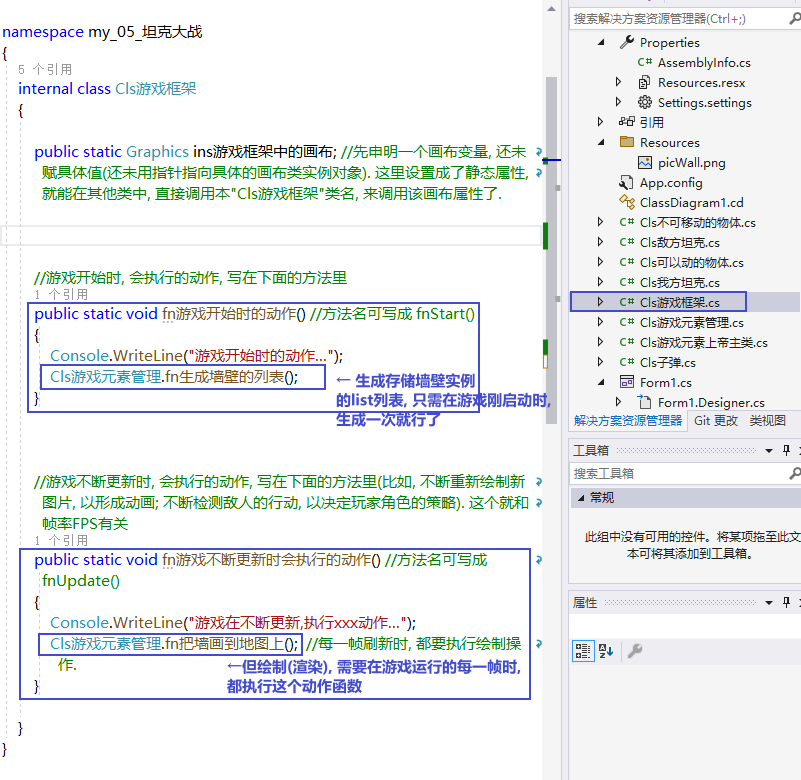 namespace my_05_坦克大战
{
5 个引用
internal class Cls游戏框架
{
public static Graphics ins游戏框架中的画布; //先申明一个画布变量, 还未
赋具体值(还未用指针指向具体的画布类实例对象). 这里设置成了静态属性,
就能在其他类中, 直接调用本"Cls游戏框架"类名, 来调用该画布属性了.
//游戏开始时, 会执行的动作, 写在下面的方法里
1 个引用
public static void fn游戏开始时的动作() //方法名可写成 fnStart()
{
Console.WriteLine("游戏开始时的动作...");
Cls游戏元素管理.fn生成墙壁的列表();
← 生成存储墙壁实例
的list列表, 只需在游戏刚启动时,
生成一次就行了
}
//游戏不断更新时, 会执行的动作, 写在下面的方法里(比如, 不断重新绘制新
图片, 以形成动画; 不断检测敌人的行动, 以决定玩家角色的策略). 这个就和
帧率FPS有关
1 个引用
public static void fn游戏不断更新时会执行的动作() //方法名可写成
fnUpdate()
{
Console.WriteLine("游戏在不断更新,执行xxx动作...");
Cls游戏元素管理.fn把墙画到地图上(); //每一帧刷新时, 都要执行绘制操
作.
←但绘制(渲染), 需要在游戏运行的每一帧时,
都执行这个动作函数
}
}
}
搜索解决方案资源管理器(Ctrl+;)
Properties
C# AssemblyInfo.cs
Resources.resx
Settings.settings
引用
Resources
picWall.png
App.config
ClassDiagram1.cd
C# Cls不可移动的物体.cs
C# Cls敌方坦克.cs
C# Cls可以动的物体.cs
C# Cls我方坦克.cs
C# Cls游戏框架.cs
C# Cls游戏元素管理.cs
C# Cls游戏元素上帝主类.cs
C# Cls子弹.cs
Form1.cs
Form1.Designer.cs
解决方案资源管理器 Git 更改 类视图
工具箱
搜索工具箱
常规
此组中没有可用的控件。将某项拖至此文
本可将其添加到工具箱。
属性